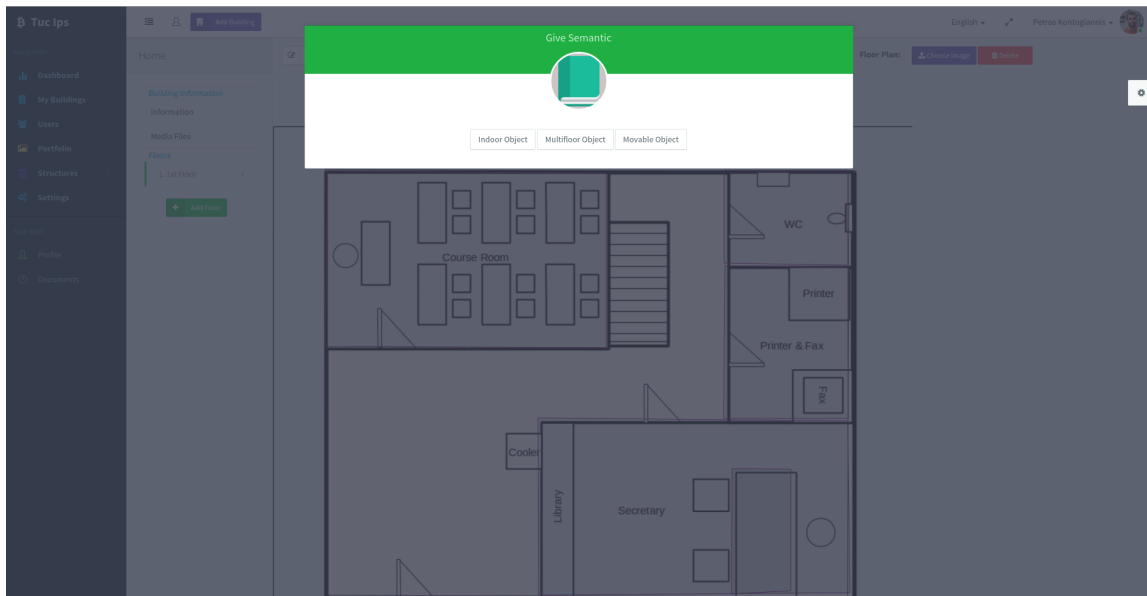 Tuc Ips
Add Building
English
Petros Kontogiannis
Give Semantic
Indoor Object
Multifloor Object
Movable Object
Dashboard
My Buildings
Users
Portfolio
Structures
Settings
Profile
Documents
Home
Building Information
Information
Media Files
Floors
1. 1st Floor
Add Floor
Floor Plan:
Choose Image
Delete
Course Room
WC
Printer
Printer & Fax
Fax
Cooler
Library
Secretary